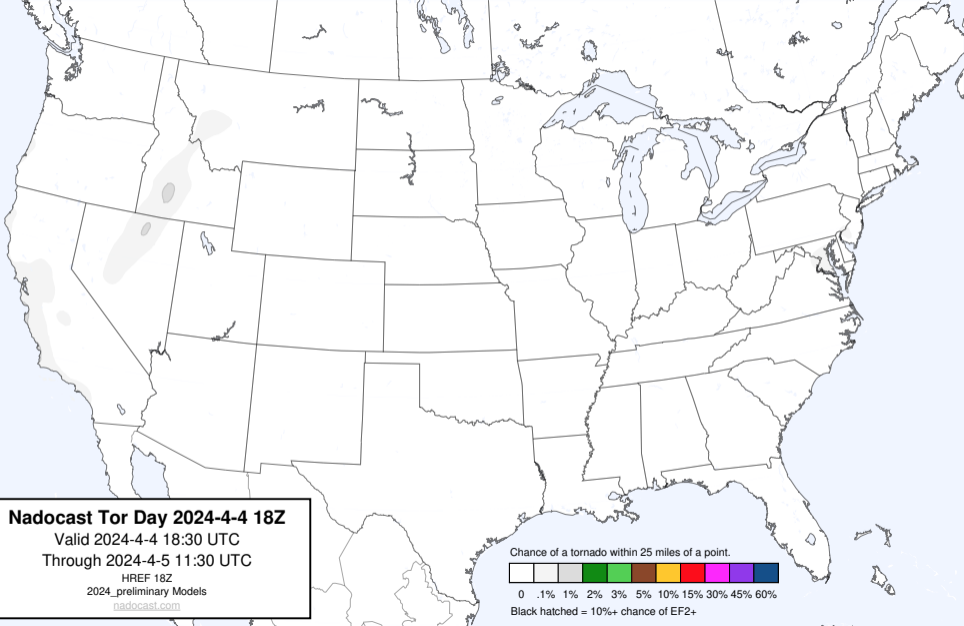 Nadocast Tor Day 2024-4-4 18Z
Valid 2024-4-4 18:30 UTC
Through 2024-4-5 11:30 UTC
HREF 18Z
2024_preliminary Models
nadocast.com
Chance of a tornado within 25 miles of a point.
0 .1% 1% 2% 3% 5% 10% 15% 30% 45% 60%
Black hatched = 10%+ chance of EF2+